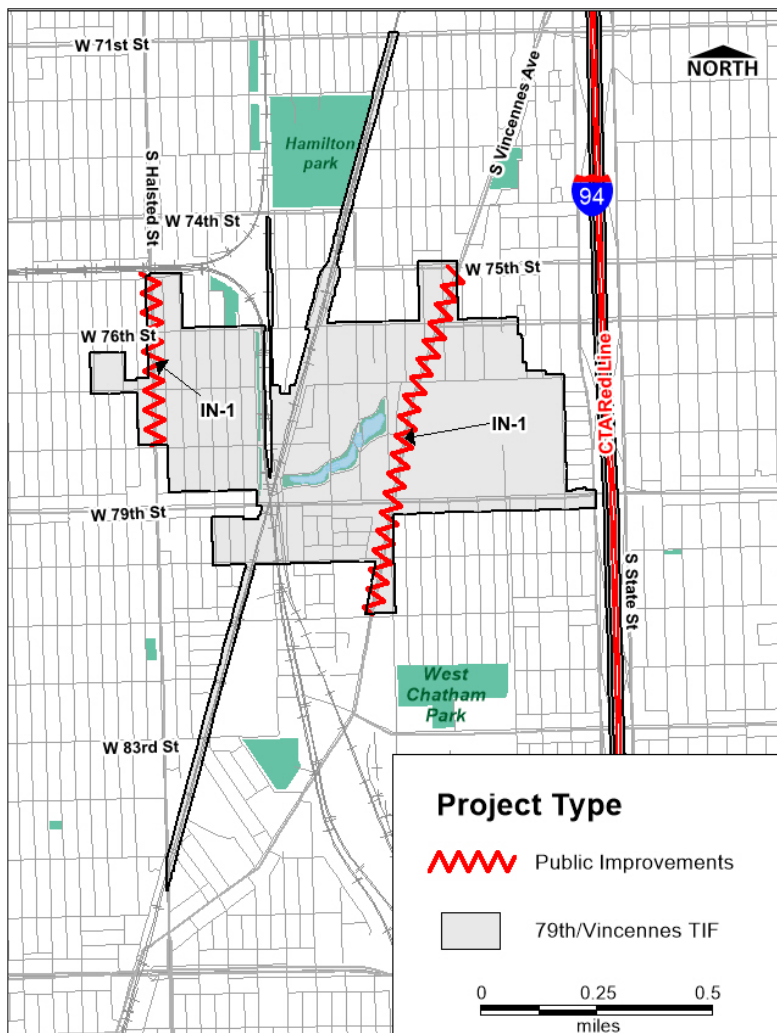 W 71st St
NORTH
S Vincennes Ave
Hamilton
park
S Halsted St
94
W 74th St
W 75th St
W 76th St
CTA Red Line
IN-1
IN-1
W 79th St
S State St
West
Chatham
Park
W 83rd St
Project Type
Public Improvements
79th/Vincennes TIF
0 0.25 0.5
miles